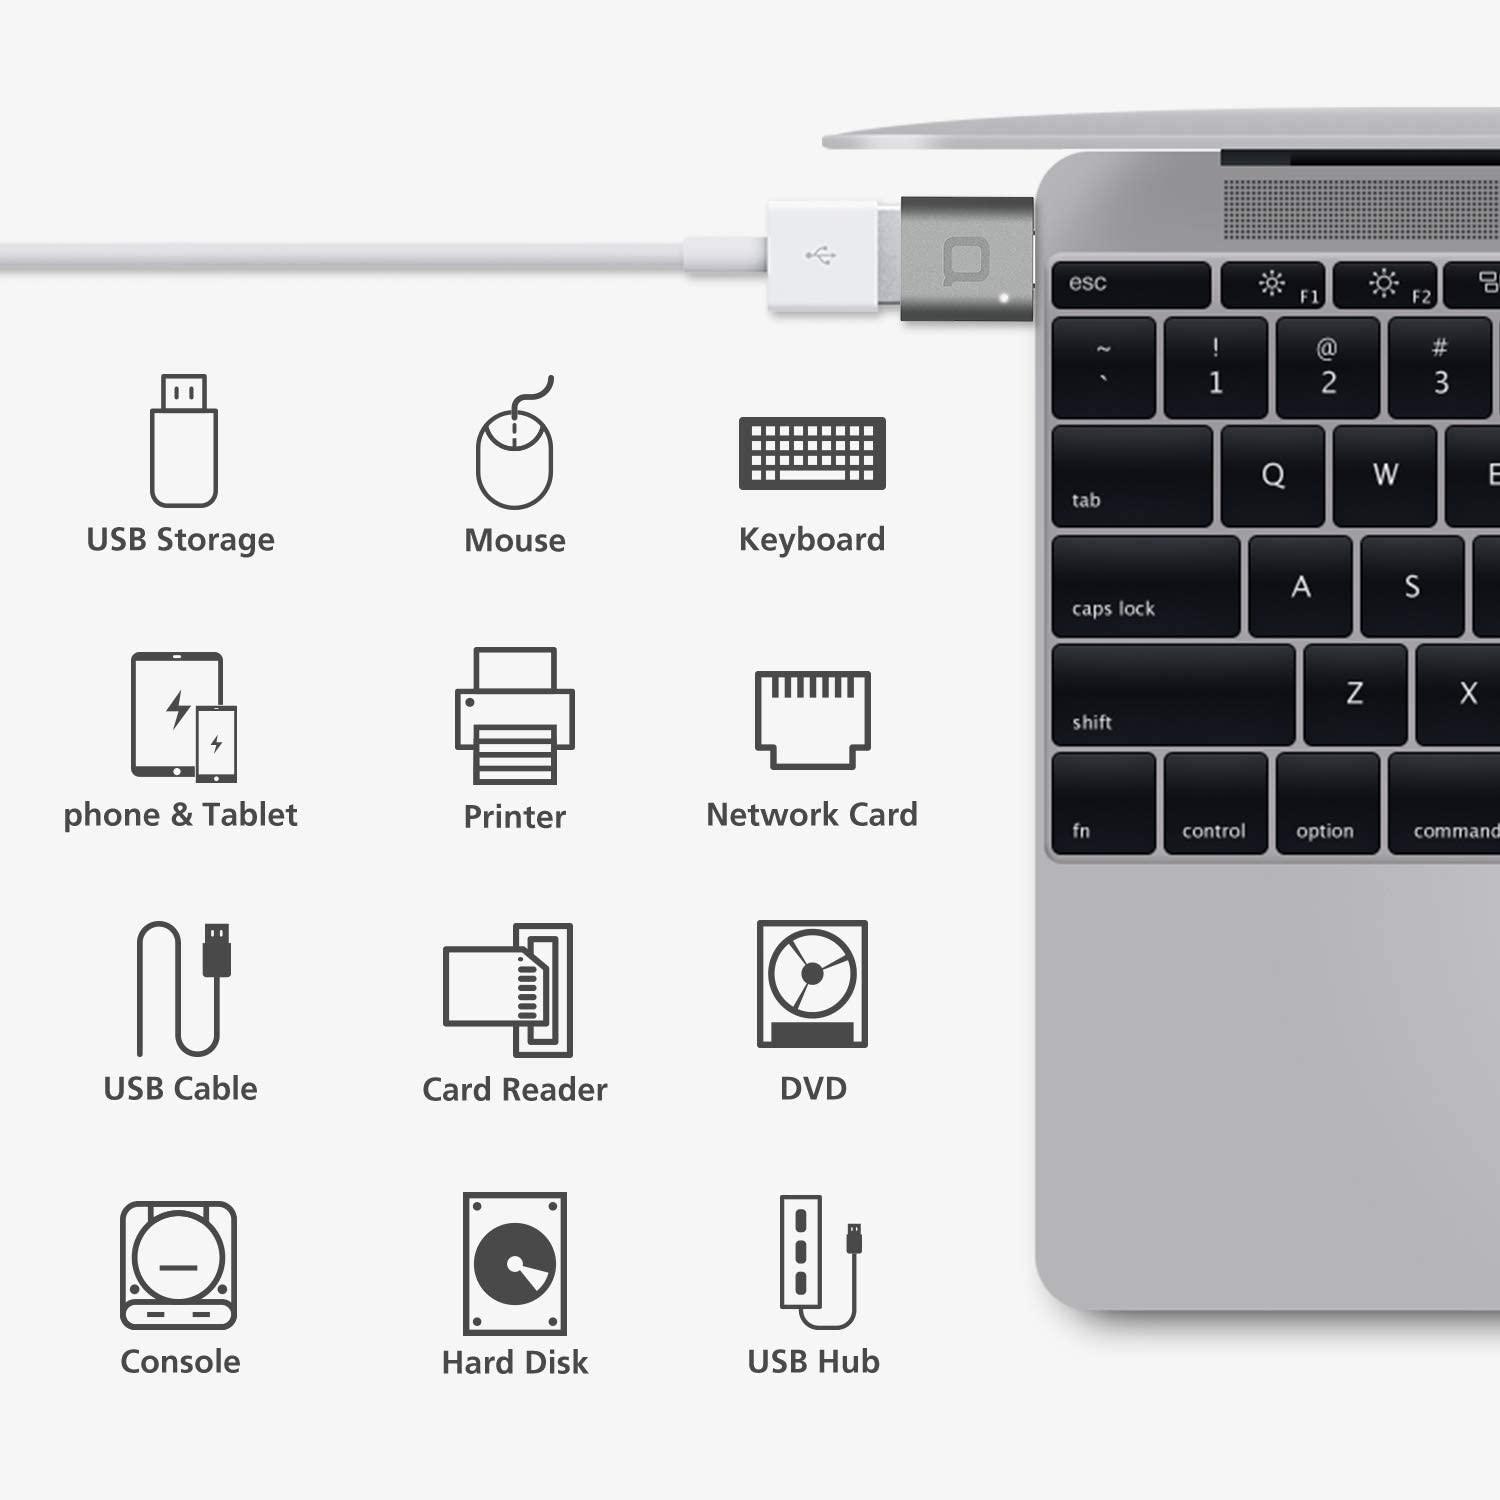 esc
F1
F2
~
`
!
1
@
2
#
3
tab
Q
W
E
caps lock
A
S
shift
Z
X
fn
control
option
command
USB Storage
Mouse
Keyboard
phone & Tablet
Printer
Network Card
USB Cable
Card Reader
DVD
Console
Hard Disk
USB Hub